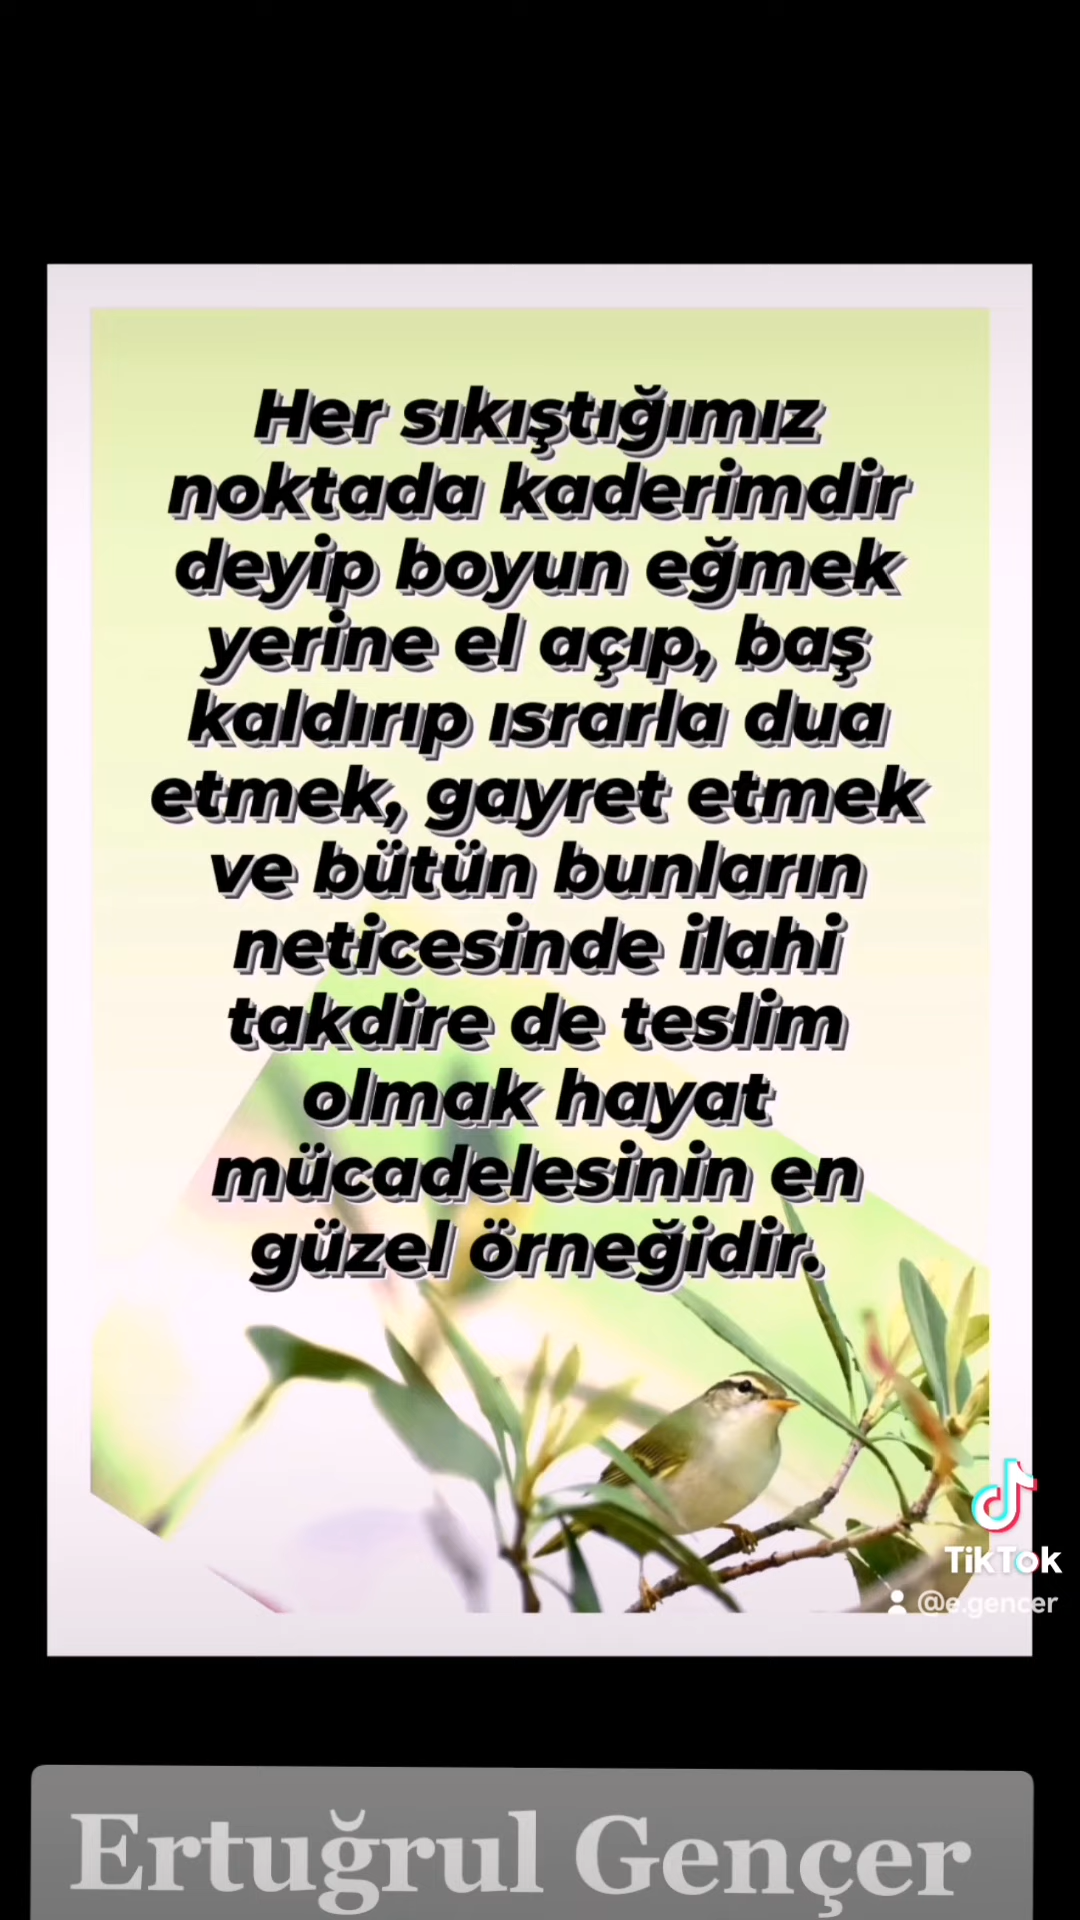 Her sıkıştığımız
noktada kaderimdir
deyip boyun eğmek
yerine el açıp, baş
kaldırıp ısrarla dua
etmek, gayret etmek
ve bütün bunların
neticesinde ilahi
takdire de teslim
olmak hayat
mücadelesinin en
güzel örneğidir.
TikTok
@e.gencer
Ertuğrul Gençer